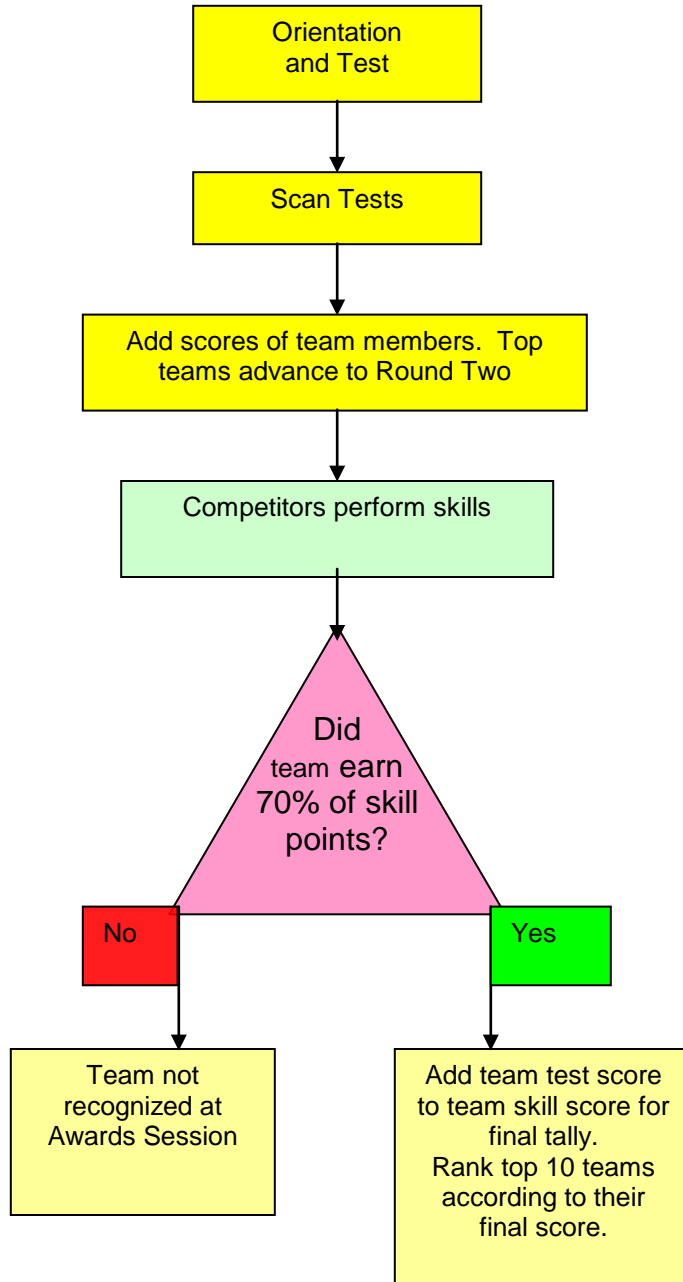 Orientation
and Test
Scan Tests
Add scores of team members.  Top
teams advance to Round Two
Competitors perform skills
Did
team earn
70% of skill
points?
No
Yes
Team not
recognized at
Awards Session
Add team test score
to team skill score for
final tally.
Rank top 10 teams
according to their
final score.